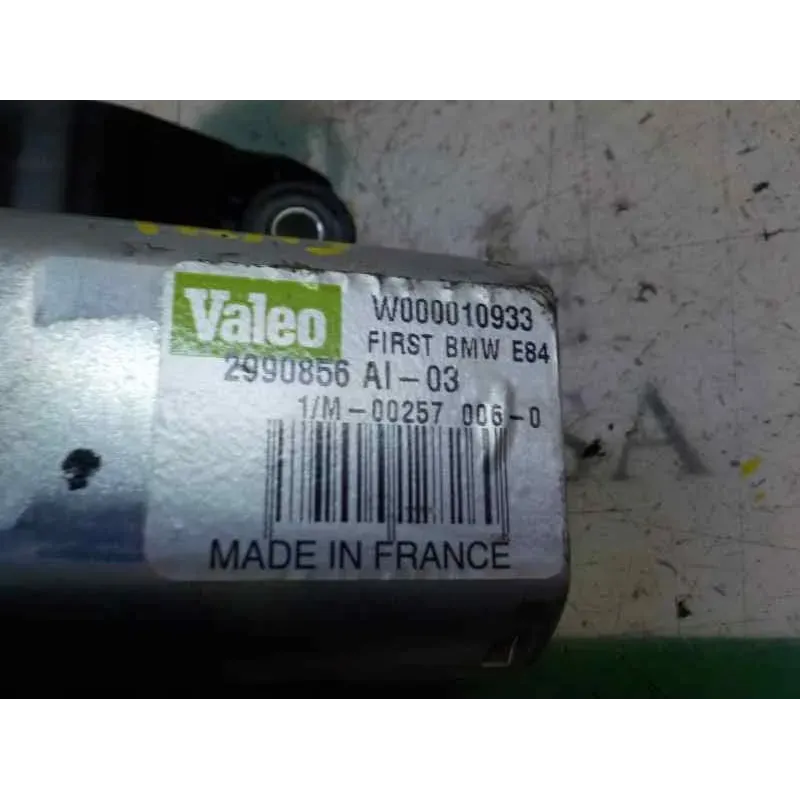 Valeo
W000010933
FIRST BMW E84
2990856 AI-03
1/M-00257 006-0
MADE IN FRANCE